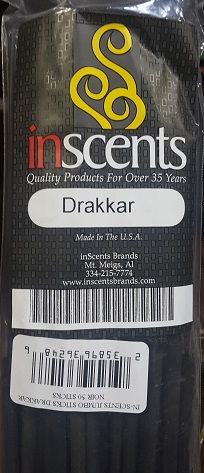 inscents
Quality Products For Over 35 Years
Drakkar
Made In The U.S.A.
inScents Brands
Mt. Meigs, Al
334-215-7774
www.inscentsbrands.com
IN-SCENTS JUMBO STICKS DRAKKAR
NOIR 50 STICKS